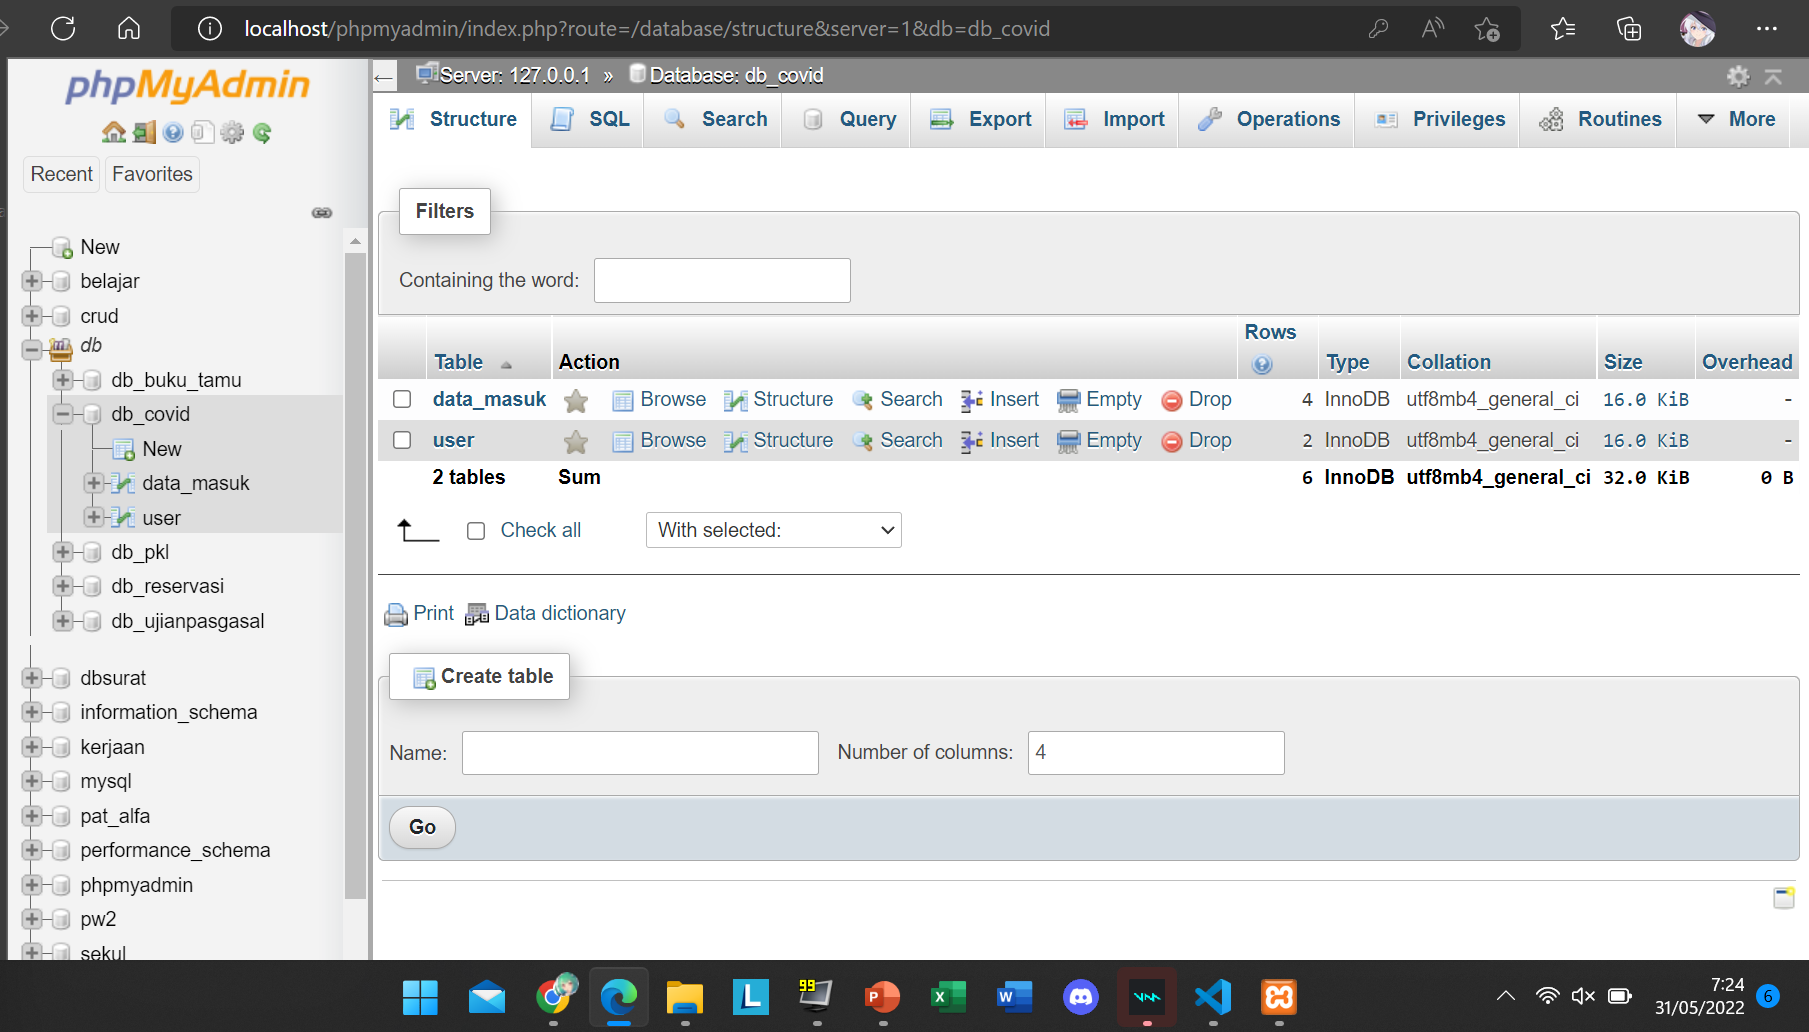 localhost/phpmyadmin/index.php?route=/database/structure&server=1&db=db_covid
phpMyAdmin
Recent Favorites
New
belajar
crud
db
db_buku_tamu
db_covid
New
data_masuk
user
db_pkl
db_reservasi
db_ujianpasgasal
dbsurat
information_schema
kerjaan
mysql
pat_alfa
performance_schema
phpmyadmin
pw2
sekul
Server: 127.0.0.1 » Database: db_covid
Structure SQL Search Query Export Import Operations Privileges Routines More
Filters
Containing the word:
Table Action Rows Type Collation Size Overhead
data_masuk Browse Structure Search Insert Empty Drop 4 InnoDB utf8mb4_general_ci 16.0 KiB -
user Browse Structure Search Insert Empty Drop 2 InnoDB utf8mb4_general_ci 16.0 KiB -
2 tables Sum 6 InnoDB utf8mb4_general_ci 32.0 KiB 0 B
Check all With selected:
Print Data dictionary
Create table
Name: Number of columns: 4
Go
99
7:24
31/05/2022
6